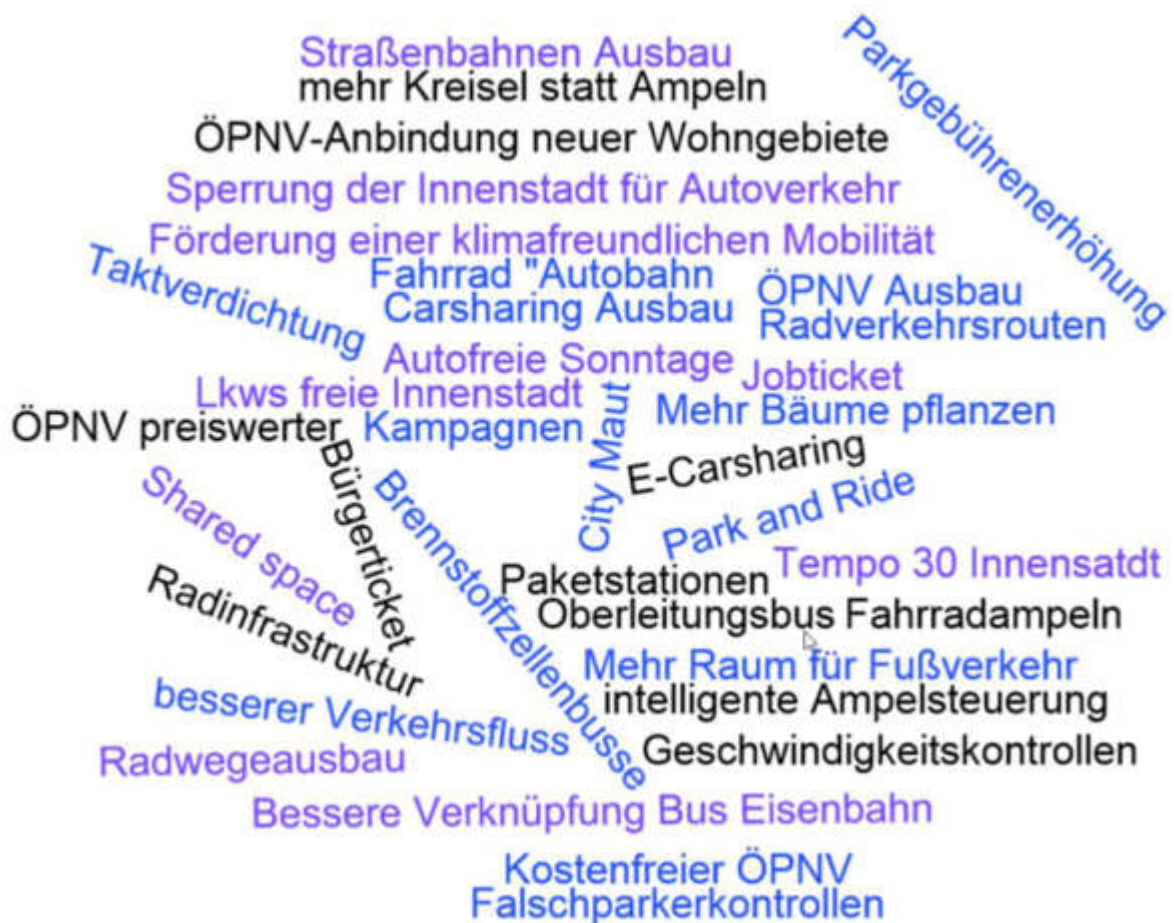 Straßenbahnen Ausbau
mehr Kreisel statt Ampeln
Parkgebührenerhöhung
ÖPNV-Anbindung neuer Wohngebiete
Sperrung der Innenstadt für Autoverkehr
Förderung einer klimafreundlichen Mobilität
Taktverdichtung
Fahrrad "Autobahn
Carsharing Ausbau
ÖPNV Ausbau
Radverkehrsrouten
Autofreie Sonntage
Jobticket
Lkws freie Innenstadt
Mehr Bäume pflanzen
ÖPNV preiswerter
Kampagnen
City Maut
E-Carsharing
Bürgerticket
Shared space
Brennstoffzellenbusse
Park and Ride
Tempo 30 Innensatdt
Paketstationen
Radinfrastruktur
Oberleitungsbus Fahrradampeln
Mehr Raum für Fußverkehr
besserer Verkehrsfluss
intelligente Ampelsteuerung
Radwegeausbau
Geschwindigkeitskontrollen
Bessere Verknüpfung Bus Eisenbahn
Kostenfreier ÖPNV
Falschparkerkontrollen